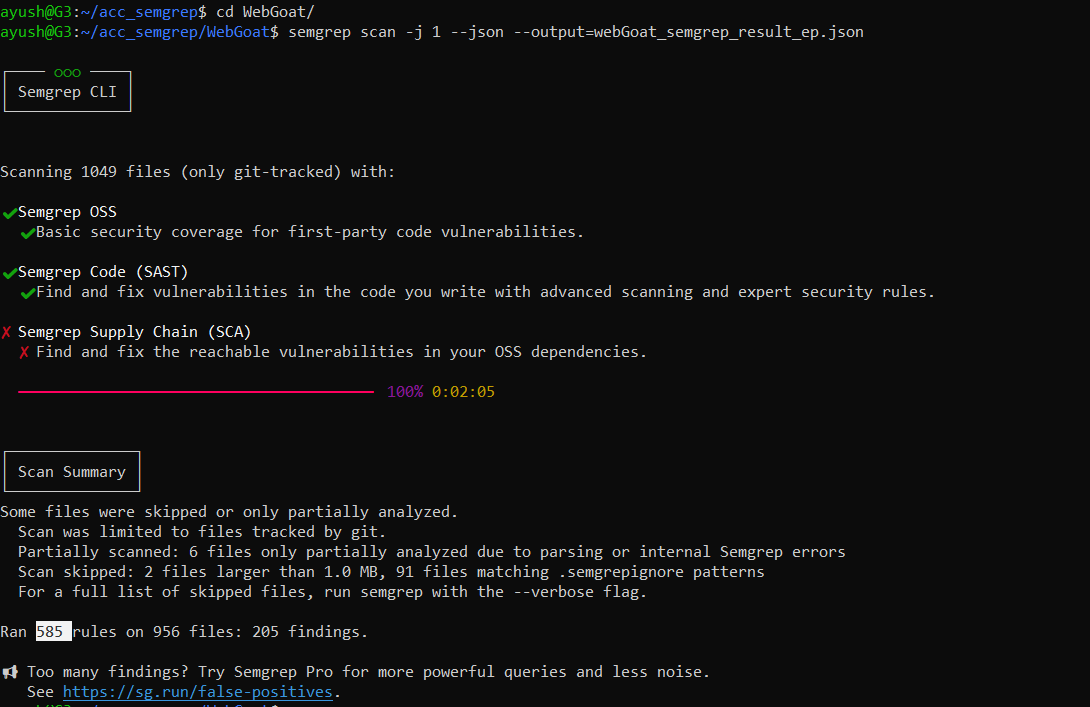 ayush@G3:~/acc_semgrep$ cd WebGoat/
ayush@G3:~/acc_semgrep/WebGoat$ semgrep scan -j 1 --json --output=webGoat_semgrep_result_ep.json
ooo
Semgrep CLI
Scanning 1049 files (only git-tracked) with:
✔Semgrep OSS
✔Basic security coverage for first-party code vulnerabilities.
✔Semgrep Code (SAST)
✔Find and fix vulnerabilities in the code you write with advanced scanning and expert security rules.
✗ Semgrep Supply Chain (SCA)
✗ Find and fix the reachable vulnerabilities in your OSS dependencies.
100% 0:02:05
Scan Summary
Some files were skipped or only partially analyzed.
Scan was limited to files tracked by git.
Partially scanned: 6 files only partially analyzed due to parsing or internal Semgrep errors
Scan skipped: 2 files larger than 1.0 MB, 91 files matching .semgrepignore patterns
For a full list of skipped files, run semgrep with the --verbose flag.
Ran 585 rules on 956 files: 205 findings.
📢 Too many findings? Try Semgrep Pro for more powerful queries and less noise.
See https://sg.run/false-positives.